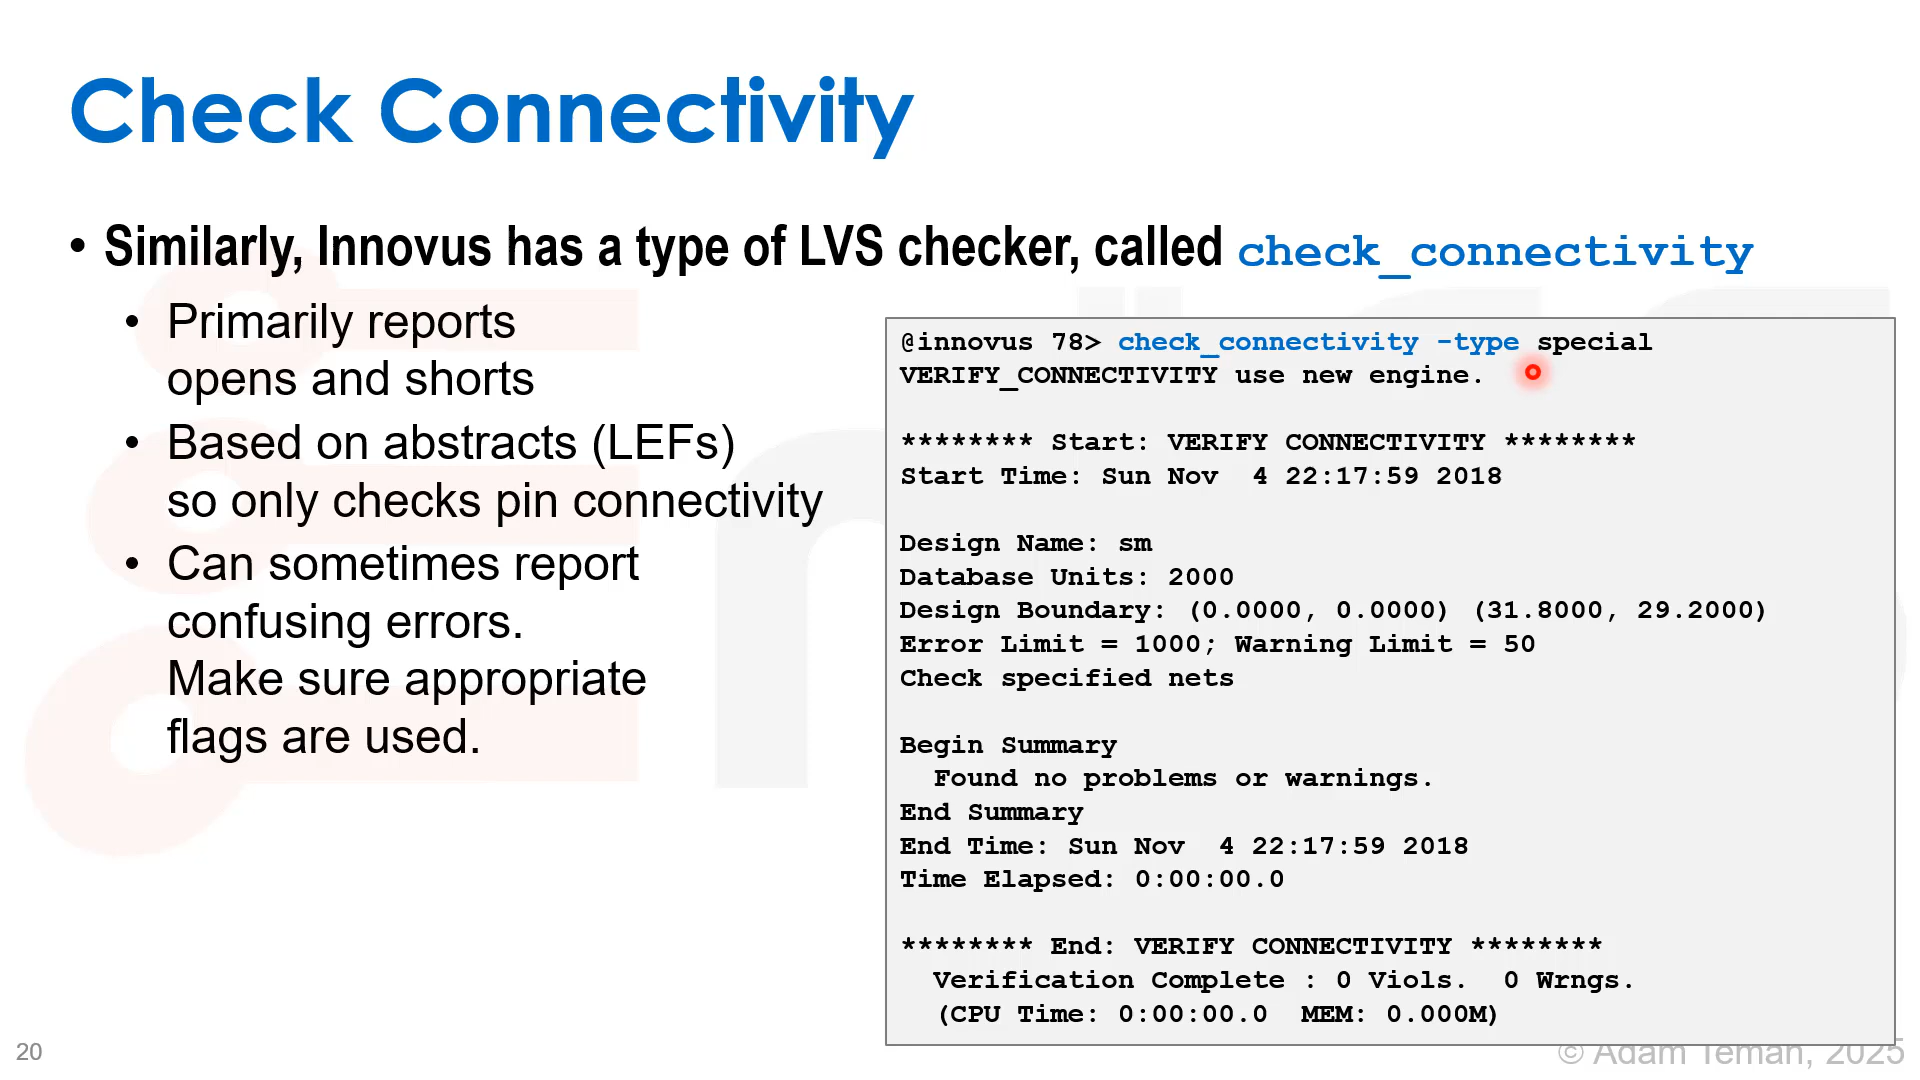 Check Connectivity
• Similarly, Innovus has a type of LVS checker, called check_connectivity
• Primarily reports
opens and shorts
• Based on abstracts (LEFs)
so only checks pin connectivity
• Can sometimes report
confusing errors.
Make sure appropriate
flags are used.
@innovus 78> check_connectivity -type special
VERIFY_CONNECTIVITY use new engine.
******** Start: VERIFY CONNECTIVITY ********
Start Time: Sun Nov  4 22:17:59 2018
Design Name: sm
Database Units: 2000
Design Boundary: (0.0000, 0.0000) (31.8000, 29.2000)
Error Limit = 1000; Warning Limit = 50
Check specified nets
Begin Summary
  Found no problems or warnings.
End Summary
End Time: Sun Nov  4 22:17:59 2018
Time Elapsed: 0:00:00.0
******** End: VERIFY CONNECTIVITY ********
  Verification Complete : 0 Viols.  0 Wrngs.
  (CPU Time: 0:00:00.0  MEM: 0.000M)
20
© Adam Teman, 2025